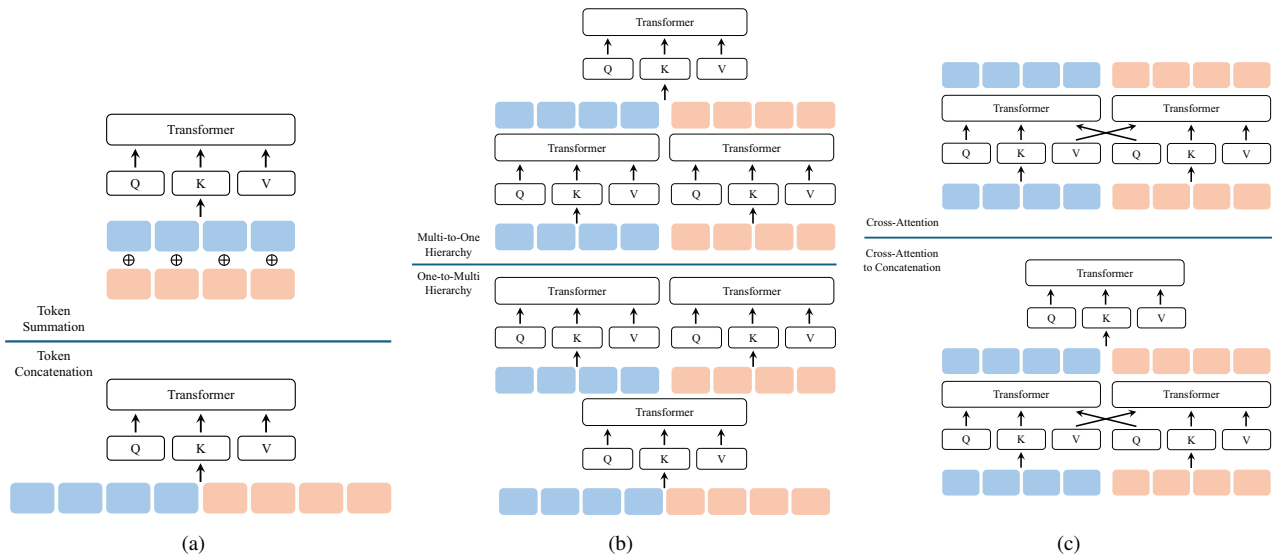 Transformer
Q K V
Token
Summation
Token
Concatenation
Transformer
Q K V
(a)
Transformer
Q K V
Transformer Transformer
Q K V Q K V
Multi-to-One
Hierarchy
One-to-Multi
Hierarchy
Transformer Transformer
Q K V Q K V
Transformer
Q K V
(b)
Transformer Transformer
Q K V Q K V
Cross-Attention
Cross-Attention
to Concatenation
Transformer
Q K V
Transformer Transformer
Q K V Q K V
(c)